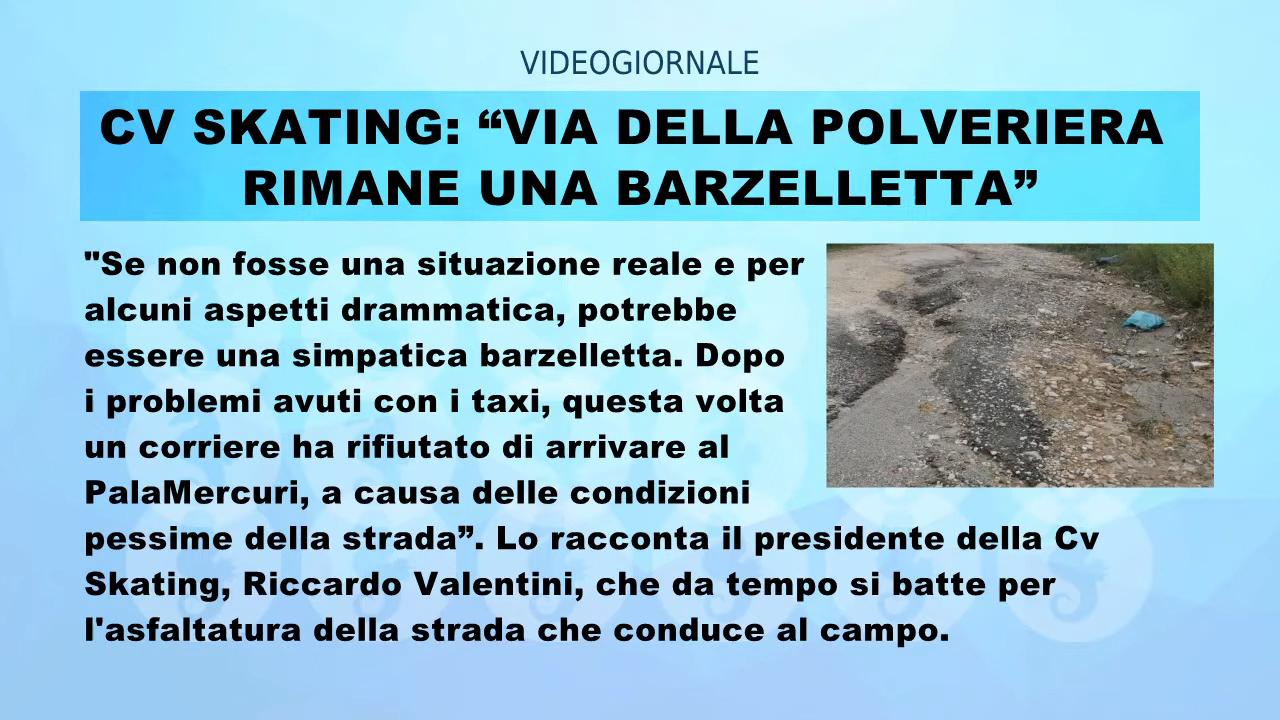 VIDEOGIORNALE
CV SKATING: “VIA DELLA POLVERIERA
RIMANE UNA BARZELLETTA”
"Se non fosse una situazione reale e per
alcuni aspetti drammatica, potrebbe
essere una simpatica barzelletta. Dopo
i problemi avuti con i taxi, questa volta
un corriere ha rifiutato di arrivare al
PalaMercuri, a causa delle condizioni
pessime della strada”. Lo racconta il presidente della Cv
Skating, Riccardo Valentini, che da tempo si batte per
l'asfaltatura della strada che conduce al campo.